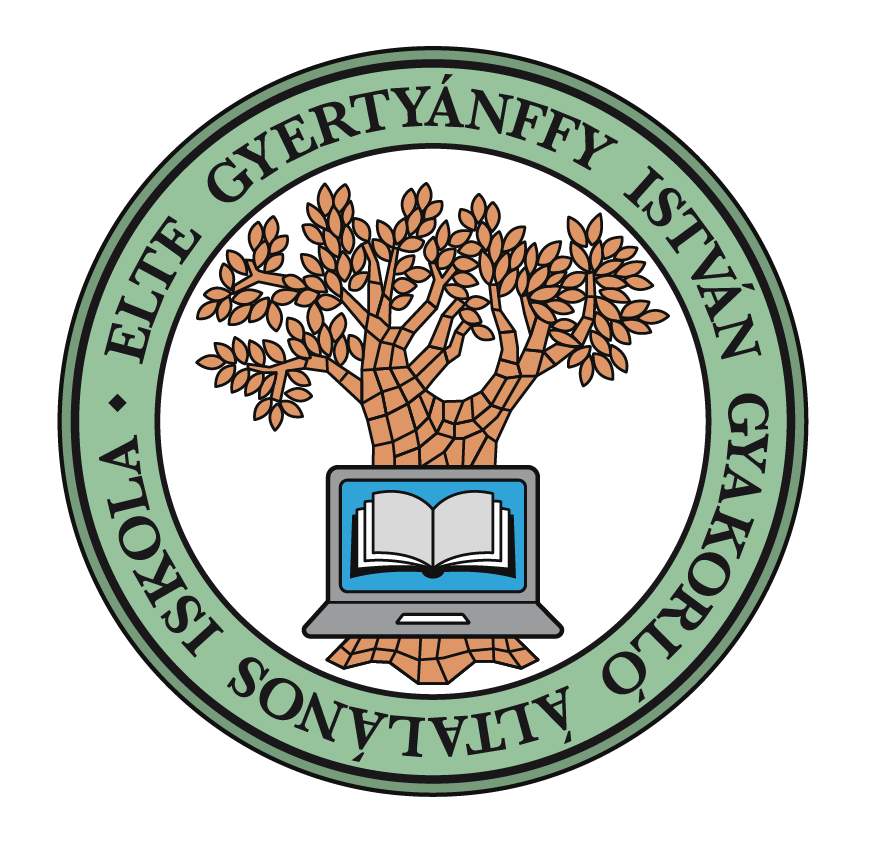 ELTE GYERTYÁNFFY ISTVÁN GYAKORLÓ ÁLTALÁNOS ISKOLA •